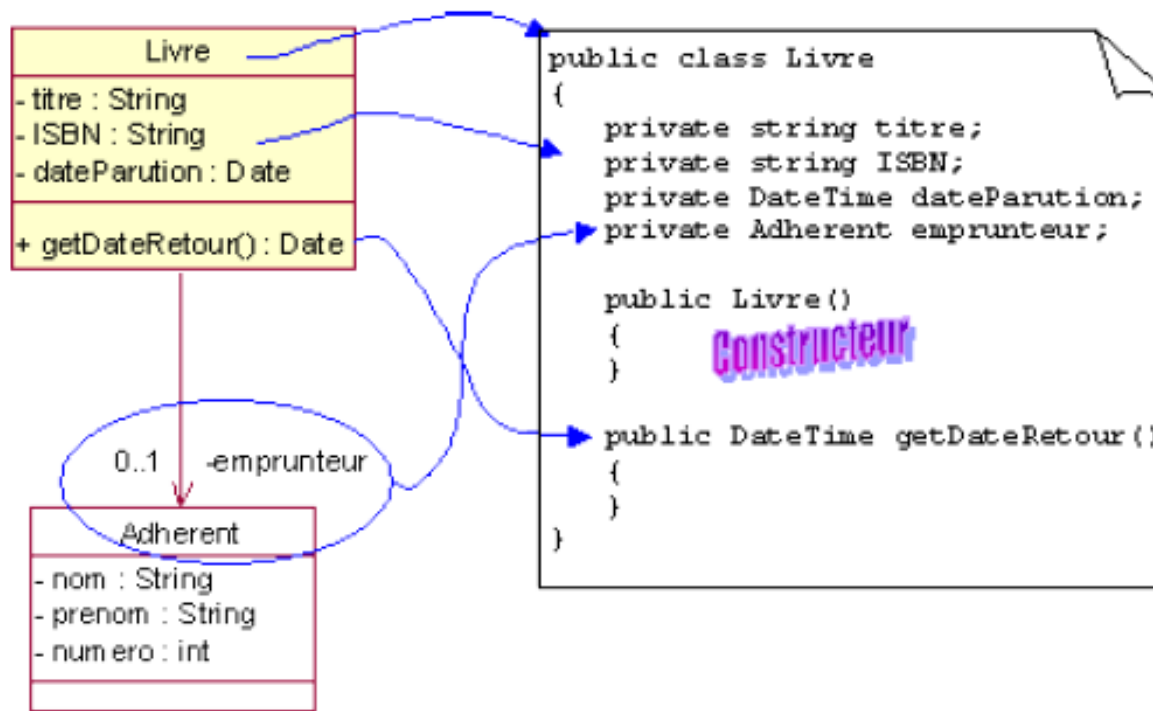 Livre
- titre : String
- ISBN : String
- dateParution : Date
+ getDateRetour() : Date
0..1 -emprunteur
Adherent
- nom : String
- prenom : String
- numero : int
public class Livre
{
private string titre;
private string ISBN;
private DateTime dateParution;
private Adherent emprunteur;
public Livre()
{
Constructeur
}
public DateTime getDateRetour()
{
}
}